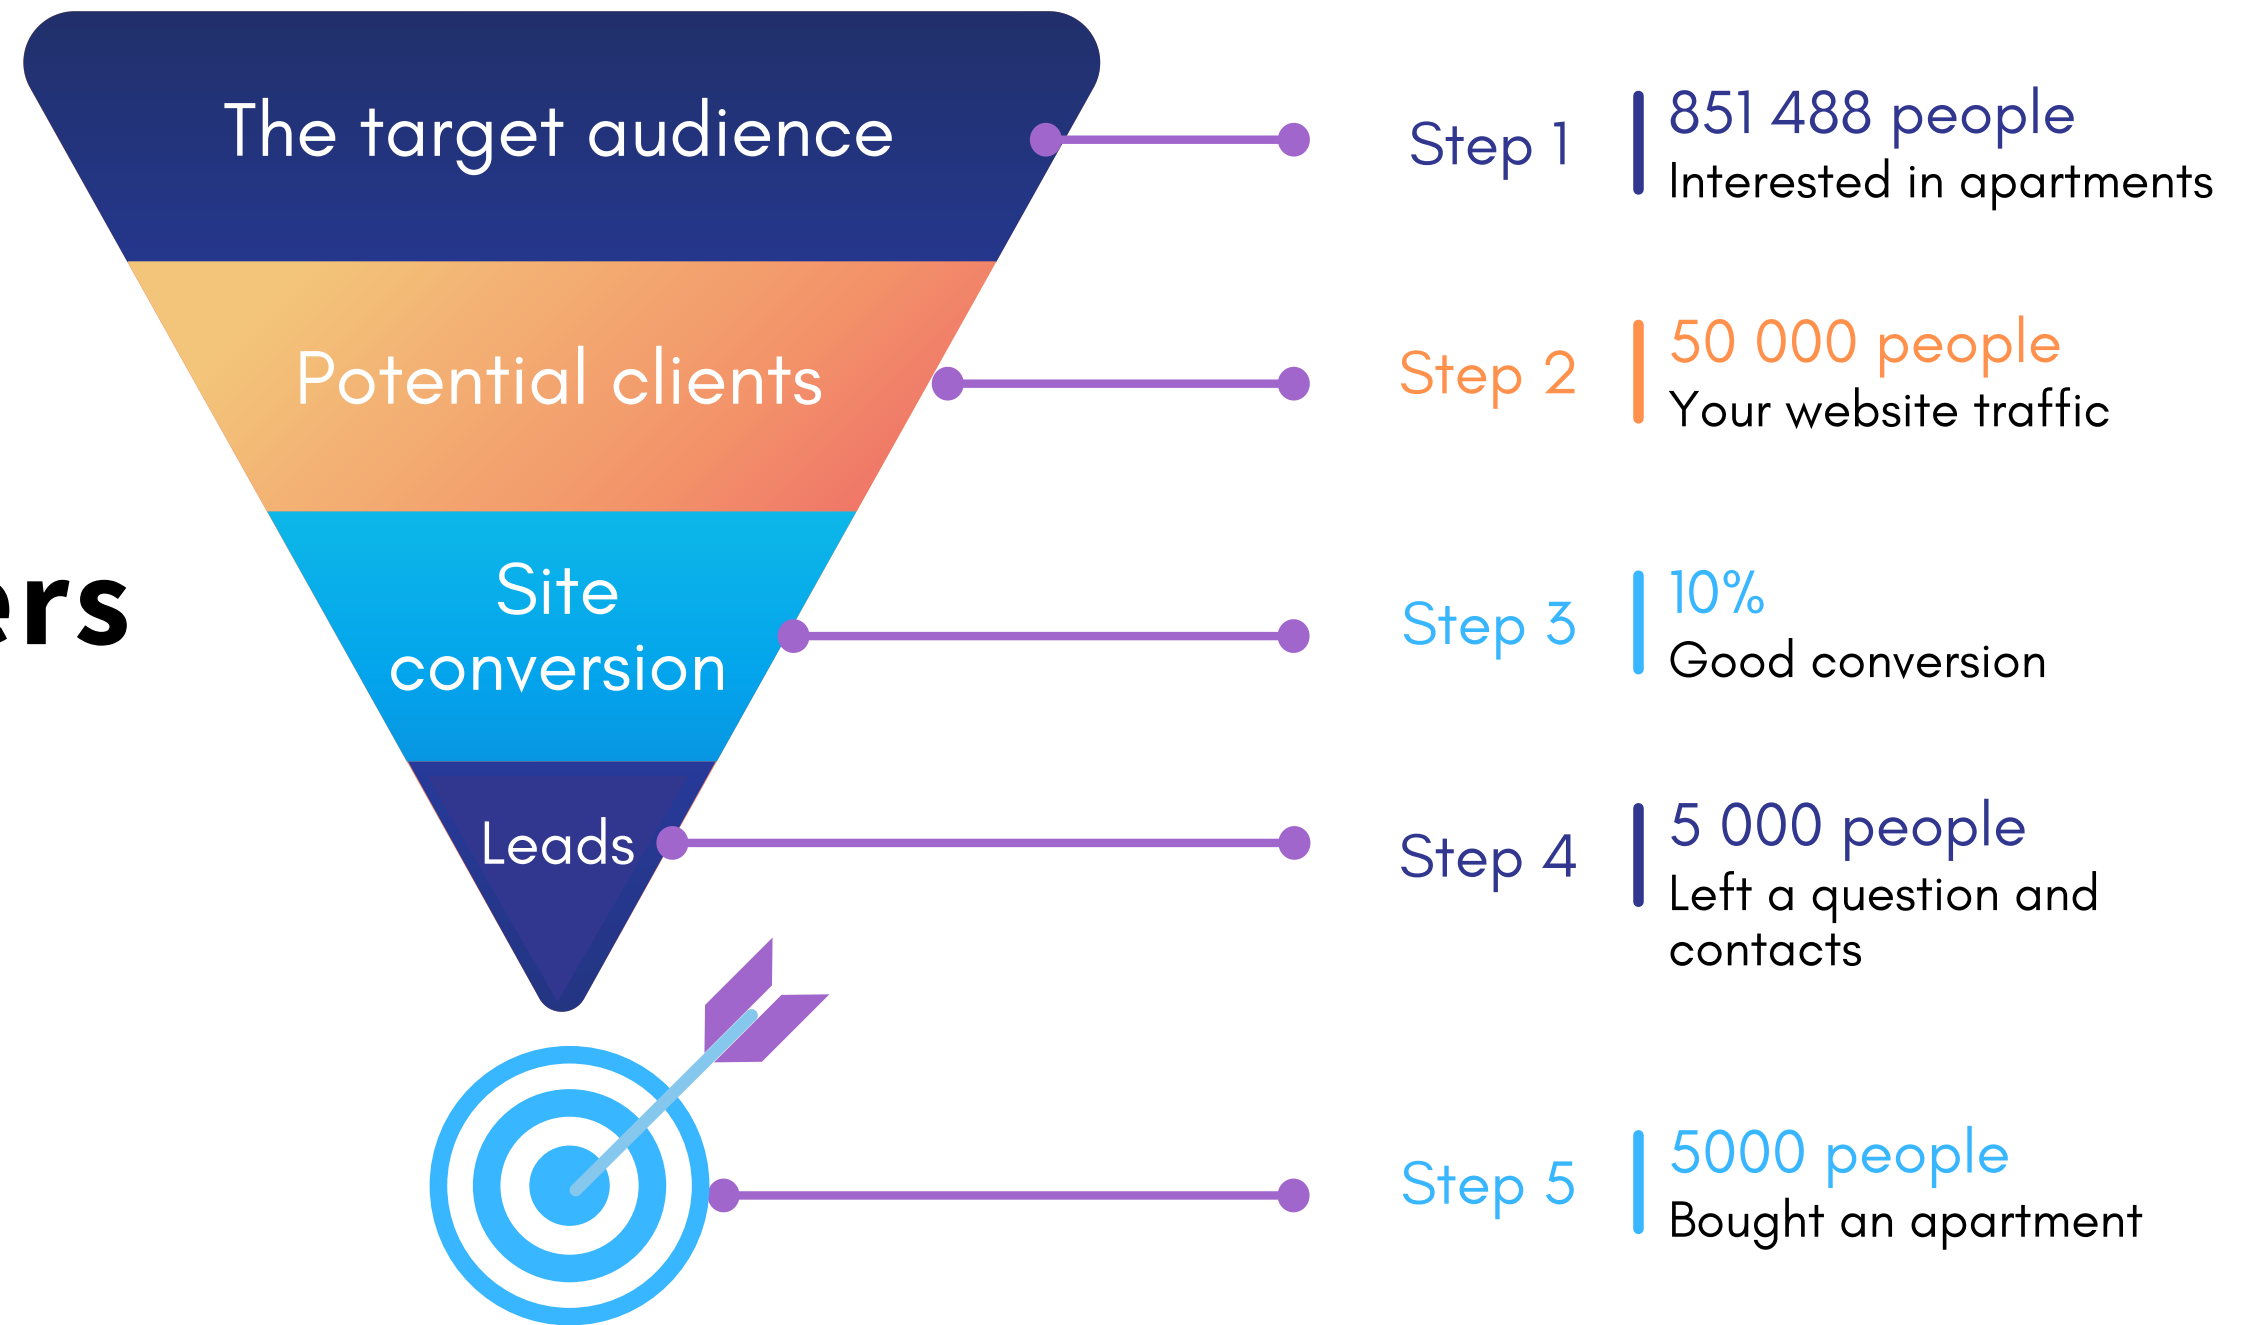 The target audience
Step 1
851 488 people
Interested in apartments
Potential clients
Step 2
50 000 people
Your website traffic
Site
conversion
Step 3
10%
Good conversion
ers
Leads
Step 4
5 000 people
Left a question and
contacts
Step 5
5000 people
Bought an apartment